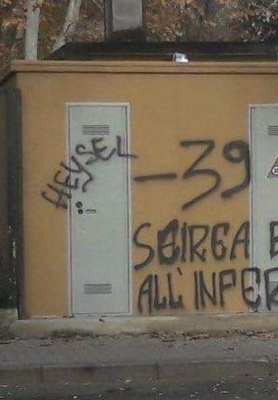 HEYSEL
-39
SCIREA E
ALL'INFER